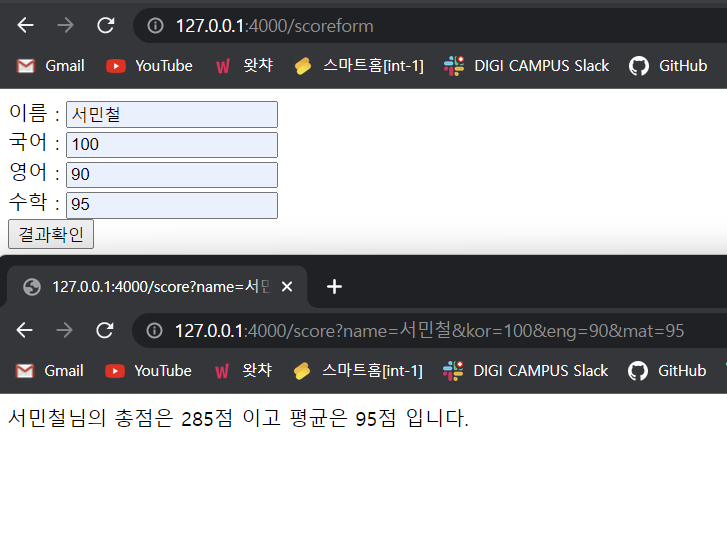 127.0.0.1:4000/scoreform
Gmail YouTube 왓챠 스마트홈[int-1] DIGI CAMPUS Slack GitHub
이름 : 서민철
국어 : 100
영어 : 90
수학 : 95
결과확인
127.0.0.1:4000/score?name=서민
127.0.0.1:4000/score?name=서민철&kor=100&eng=90&mat=95
Gmail YouTube 왓챠 스마트홈[int-1] DIGI CAMPUS Slack GitHub
서민철님의 총점은 285점 이고 평균은 95점 입니다.